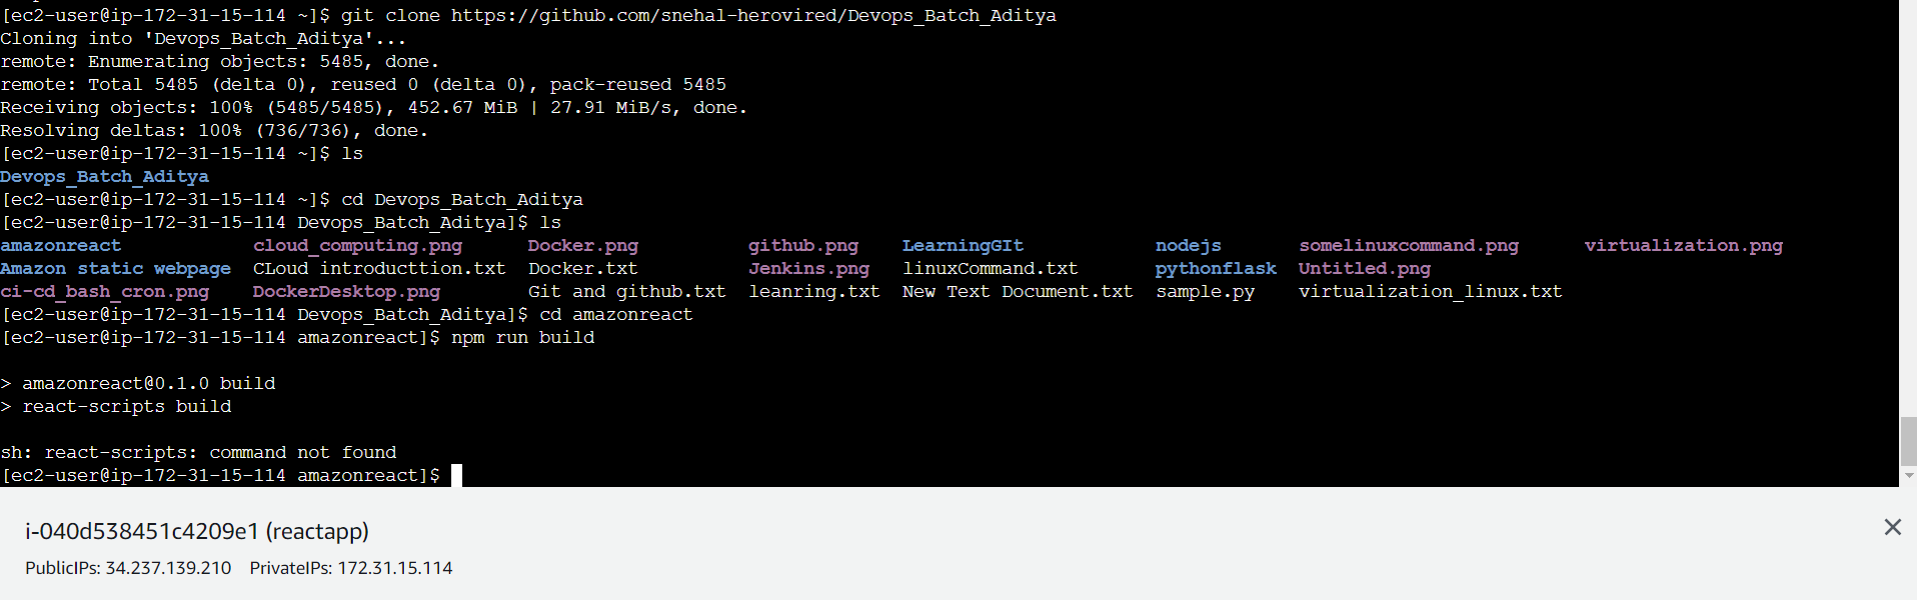 [ec2-user@ip-172-31-15-114 ~]$ git clone https://github.com/snehal-herovired/Devops_Batch_Aditya
Cloning into 'Devops_Batch_Aditya'...
remote: Enumerating objects: 5485, done.
remote: Total 5485 (delta 0), reused 0 (delta 0), pack-reused 5485
Receiving objects: 100% (5485/5485), 452.67 MiB | 27.91 MiB/s, done.
Resolving deltas: 100% (736/736), done.
[ec2-user@ip-172-31-15-114 ~]$ ls
Devops_Batch_Aditya
[ec2-user@ip-172-31-15-114 ~]$ cd Devops_Batch_Aditya
[ec2-user@ip-172-31-15-114 Devops_Batch_Aditya]$ ls
amazonreact cloud_computing.png Docker.png github.png LearningGIt nodejs somelinuxcommand.png virtualization.png
Amazon static webpage CLoud introducttion.txt Docker.txt Jenkins.png linuxCommand.txt pythonflask Untitled.png
ci-cd_bash_cron.png DockerDesktop.png Git and github.txt leanring.txt New Text Document.txt sample.py virtualization_linux.txt
[ec2-user@ip-172-31-15-114 Devops_Batch_Aditya]$ cd amazonreact
[ec2-user@ip-172-31-15-114 amazonreact]$ npm run build
> amazonreact@0.1.0 build
> react-scripts build
sh: react-scripts: command not found
[ec2-user@ip-172-31-15-114 amazonreact]$
i-040d538451c4209e1 (reactapp)
PublicIPs: 34.237.139.210 PrivateIPs: 172.31.15.114